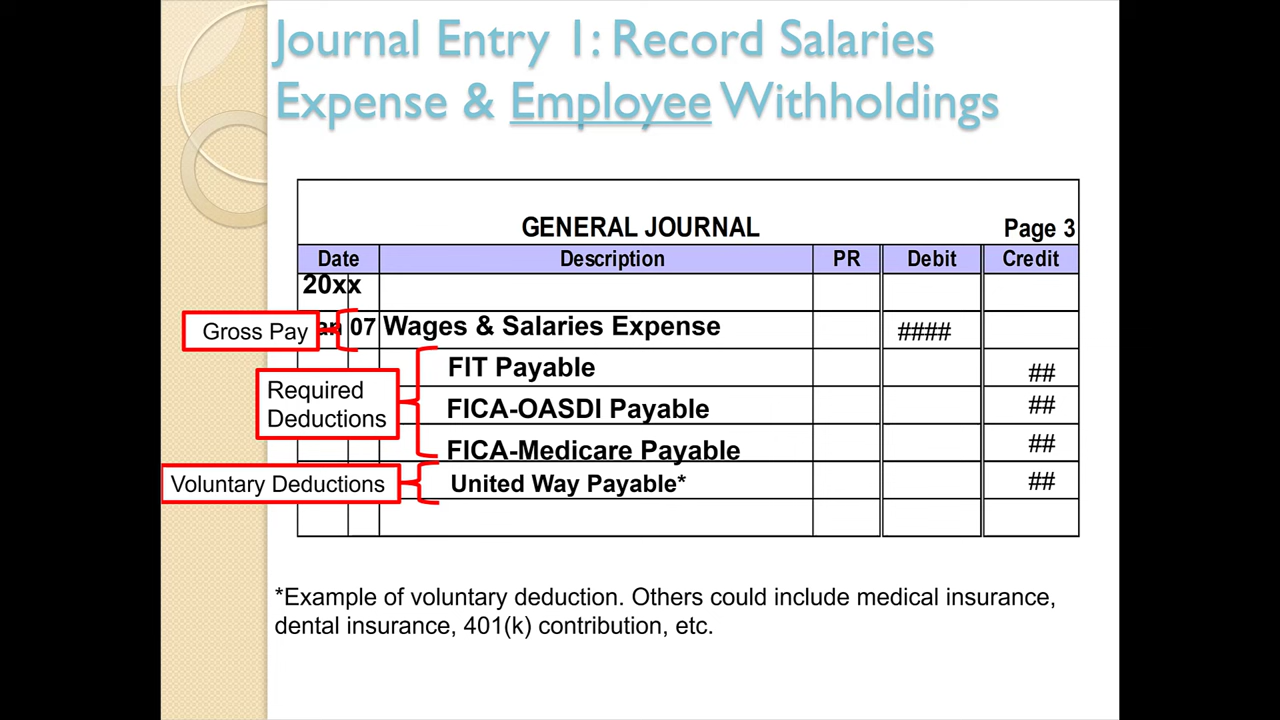 Journal Entry 1: Record Salaries
Expense & Employee Withholdings
GENERAL JOURNAL Page 3
Date Description PR Debit Credit
20xx
Gross Pay an 07 Wages & Salaries Expense ####
FIT Payable ##
Required
Deductions
FICA-OASDI Payable ##
FICA-Medicare Payable ##
Voluntary Deductions United Way Payable* ##
*Example of voluntary deduction. Others could include medical insurance,
dental insurance, 401(k) contribution, etc.